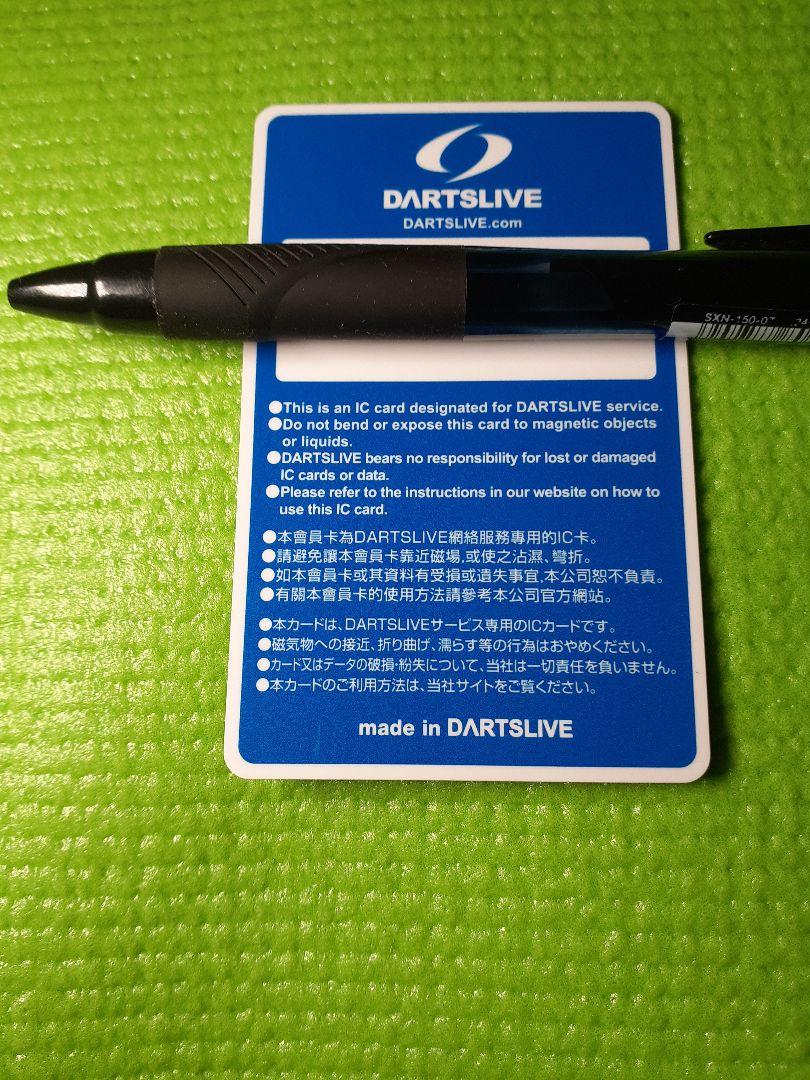 DARTSLIVE
DARTSLIVE.com
SXN-150-07
●This is an IC card designated for DARTSLIVE service.
●Do not bend or expose this card to magnetic objects
or liquids.
●DARTSLIVE bears no responsibility for lost or damaged
IC cards or data.
●Please refer to the instructions in our website on how to
use this IC card.
●本會員卡為DARTSLIVE網絡服務專用的IC卡。
●請避免讓本會員卡靠近磁場,或使之沾濕、彎折。
●如本會員卡或其資料有受損或遺失事宜,本公司恕不負責。
●有關本會員卡的使用方法請參考本公司官方網站。
●本カードは、DARTSLIVEサービス専用のICカードです。
●磁気物への接近、折り曲げ、濡らす等の行為はおやめください。
●カード又はデータの破損・紛失について、当社は一切責任を負いません。
●本カードのご利用方法は、当社サイトをご覧ください。
made in DARTSLIVE